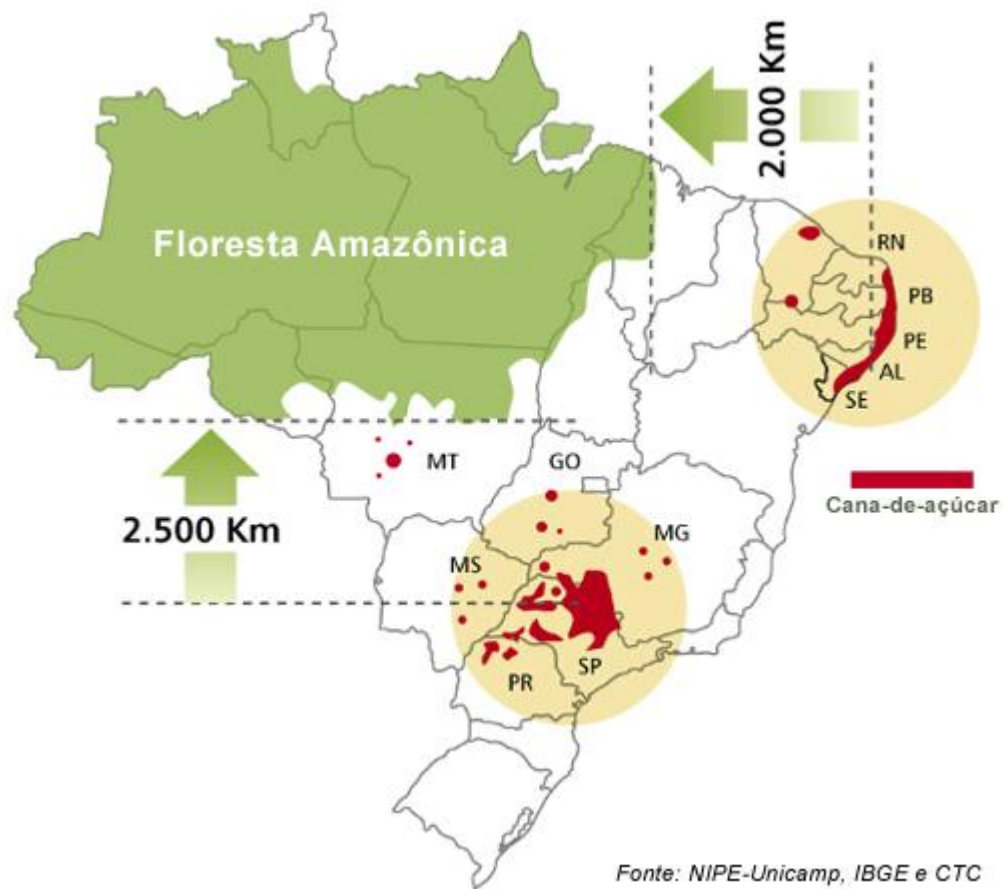 2.000 Km
Floresta Amazônica
RN
PB
PE
AL
SE
MT
GO
Cana-de-açúcar
2.500 Km
MG
MS
SP
PR
Fonte: NIPE-Unicamp, IBGE e CTC